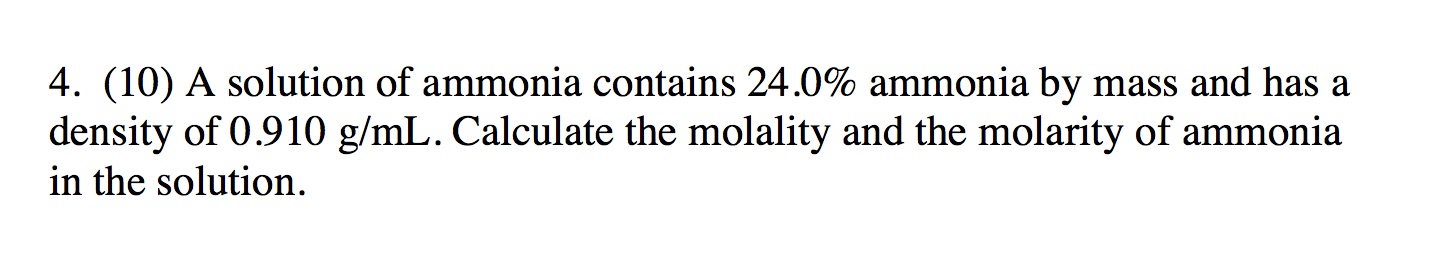 4. (10) A solution of ammonia contains 24.0% ammonia by mass and has a
density of 0.910 g/mL. Calculate the molality and the molarity of ammonia
in the solution.